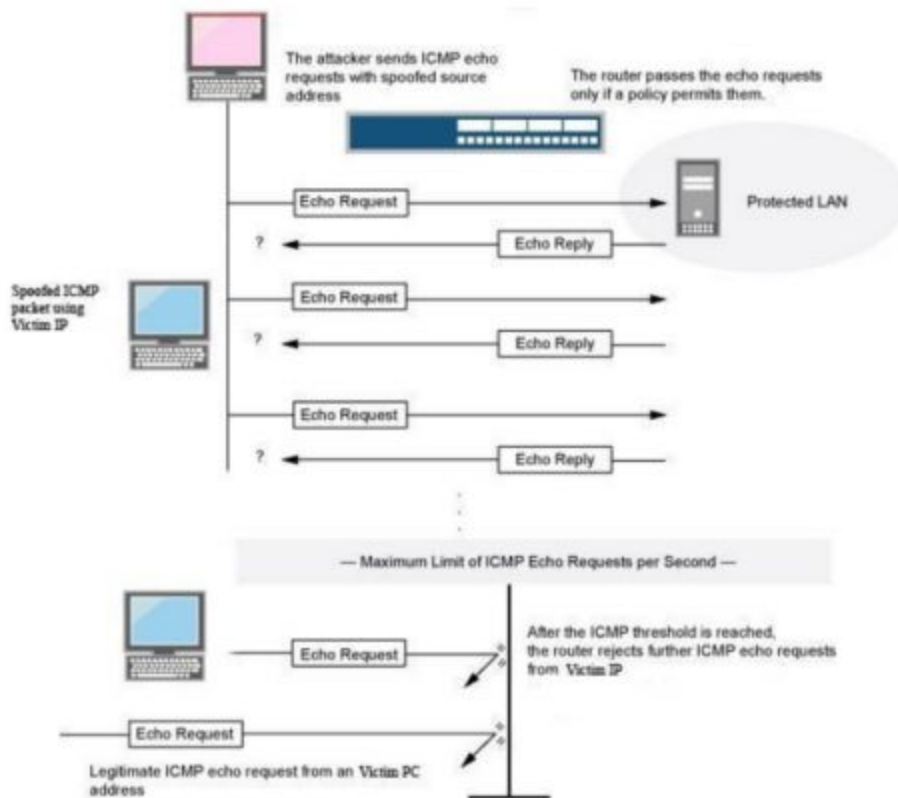 The attacker sends ICMP echo
requests with spoofed source
address
The router passes the echo requests
only if a policy permits them.
Echo Request
Protected LAN
?
Echo Reply
Spoofed ICMP
packet using
Victim IP
Echo Request
?
Echo Reply
Echo Request
?
Echo Reply
— Maximum Limit of ICMP Echo Requests per Second —
After the ICMP threshold is reached,
the router rejects further ICMP echo requests
from Victim IP
Echo Request
Echo Request
Legitimate ICMP echo request from an Victim PC
address